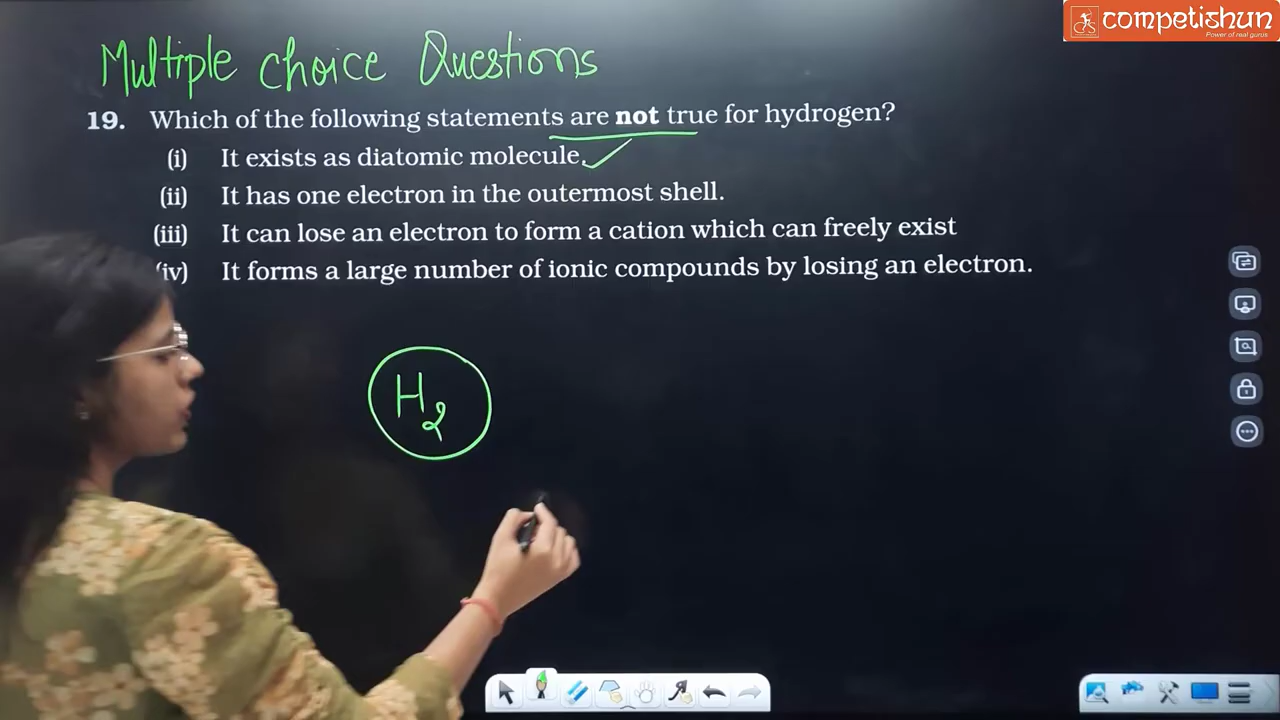 competishun
Power of real gurus
Multiple choice Questions
19. Which of the following statements are not true for hydrogen?
(i) It exists as diatomic molecule.
(ii) It has one electron in the outermost shell.
(iii) It can lose an electron to form a cation which can freely exist
(iv) It forms a large number of ionic compounds by losing an electron.
H2